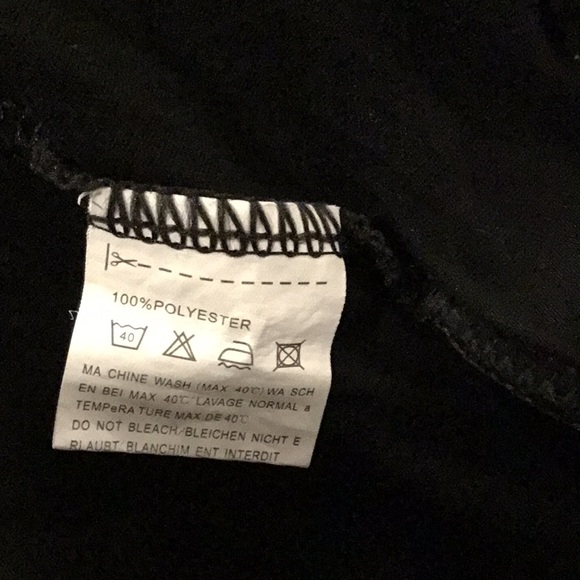 100%POLYESTER
40
MA CHINE WASH (MAX 40℃) WA SCH
EN BEI MAX 40℃/LAVAGE NORMAL a
TEMPeRA TURE MAX DE 40℃
DO NOT BLEACH/BLEICHEN NICHT E
RLAUBT BLANCHIM ENT INTERDIT